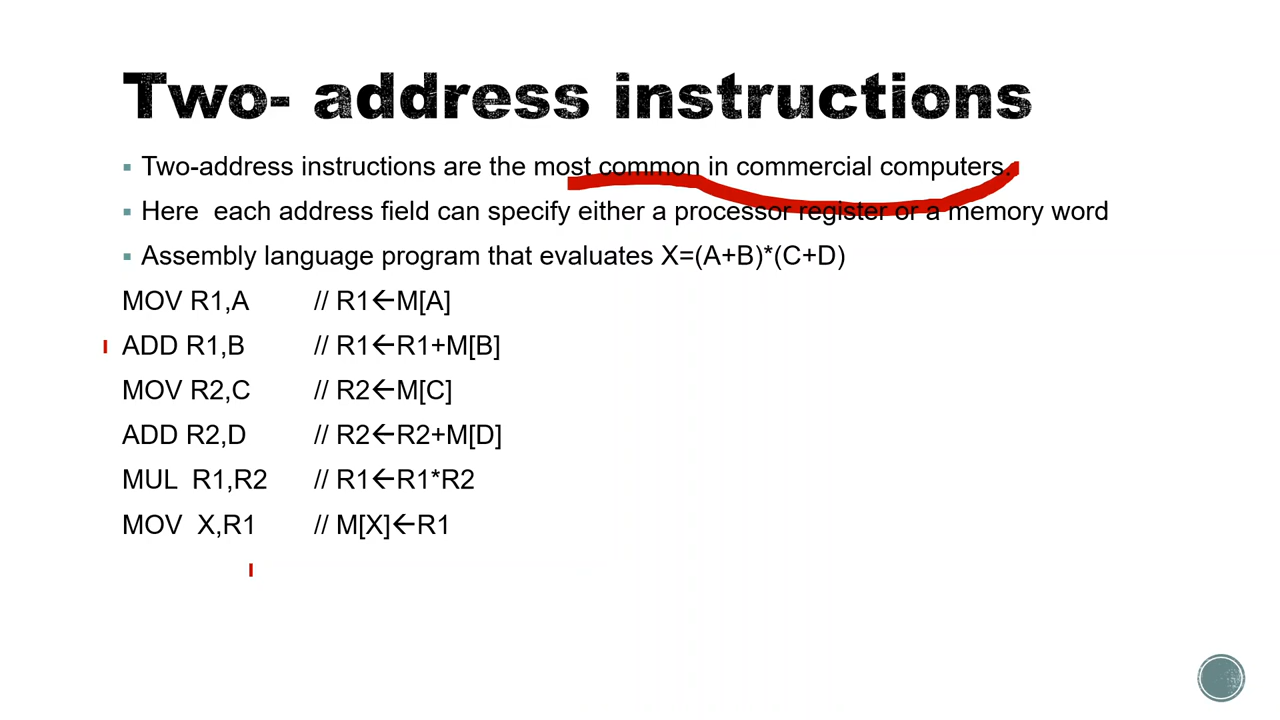 Two- address instructions
▪ Two-address instructions are the most common in commercial computers.
▪ Here  each address field can specify either a processor register or a memory word
▪ Assembly language program that evaluates X=(A+B)*(C+D)
MOV R1,A // R1←M[A]
ADD R1,B // R1←R1+M[B]
MOV R2,C // R2←M[C]
ADD R2,D // R2←R2+M[D]
MUL  R1,R2 // R1←R1*R2
MOV  X,R1 // M[X]←R1